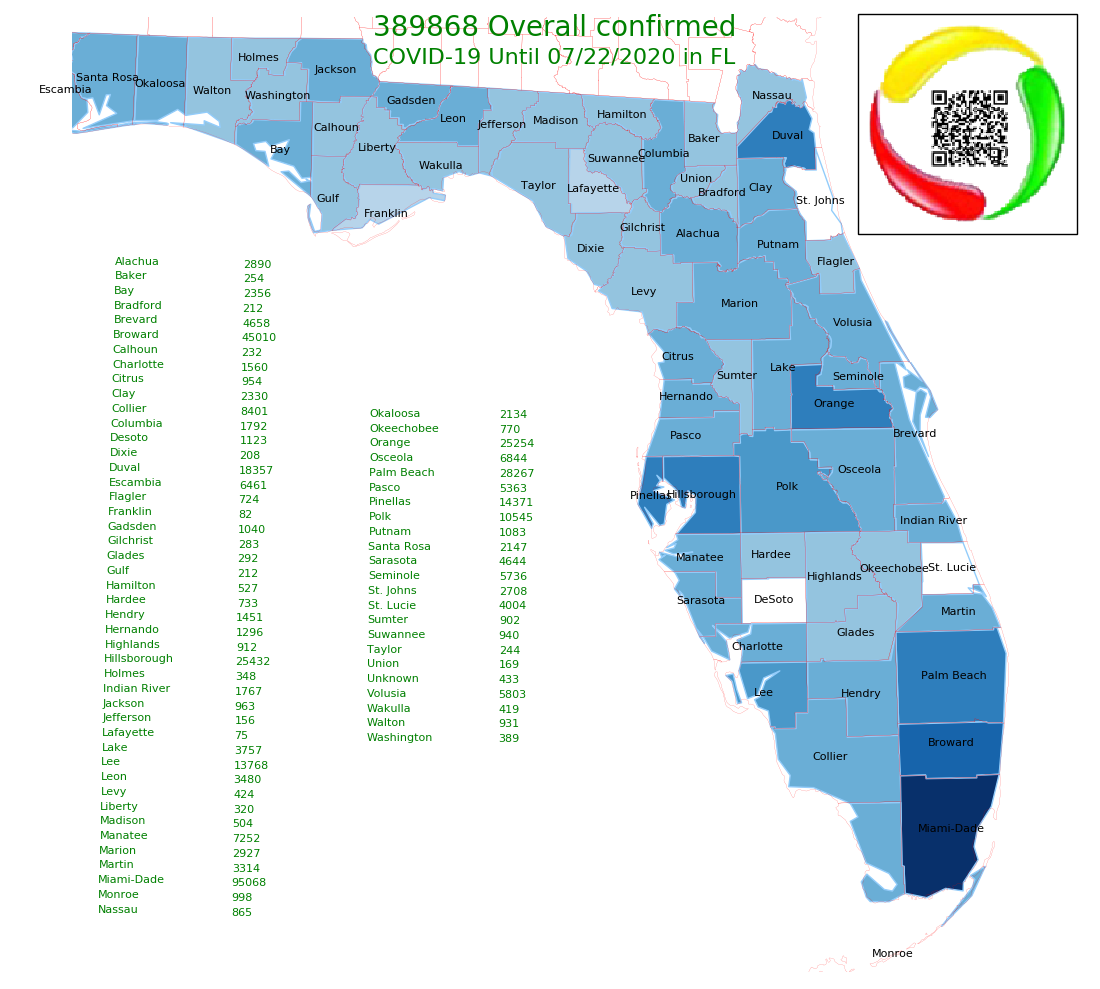 389868 Overall confirmed
COVID-19 Until 07/22/2020 in FL
Escambia
Santa Rosa
Okaloosa
Walton
Holmes
Washington
Jackson
Bay
Calhoun
Gulf
Liberty
Franklin
Gadsden
Leon
Wakulla
Jefferson
Madison
Taylor
Hamilton
Suwannee
Lafayette
Dixie
Columbia
Gilchrist
Levy
Baker
Union
Bradford
Alachua
Nassau
Duval
Clay
St. Johns
Putnam
Flagler
Marion
Volusia
Citrus
Sumter
Lake
Seminole
Hernando
Orange
Pasco
Brevard
Osceola
Polk
Pinellas
Hillsborough
Indian River
Manatee
Hardee
Highlands
Okeechobee
St. Lucie
Sarasota
DeSoto
Martin
Glades
Charlotte
Lee
Hendry
Palm Beach
Broward
Collier
Miami-Dade
Monroe
Alachua 2890
Baker 254
Bay 2356
Bradford 212
Brevard 4658
Broward 45010
Calhoun 232
Charlotte 1560
Citrus 954
Clay 2330
Collier 8401
Columbia 1792
Desoto 1123
Dixie 208
Duval 18357
Escambia 6461
Flagler 724
Franklin 82
Gadsden 1040
Gilchrist 283
Glades 292
Gulf 212
Hamilton 527
Hardee 733
Hendry 1451
Hernando 1296
Highlands 912
Hillsborough 25432
Holmes 348
Indian River 1767
Jackson 963
Jefferson 156
Lafayette 75
Lake 3757
Lee 13768
Leon 3480
Levy 424
Liberty 320
Madison 504
Manatee 7252
Marion 2927
Martin 3314
Miami-Dade 95068
Monroe 998
Nassau 865
Okaloosa 2134
Okeechobee 770
Orange 25254
Osceola 6844
Palm Beach 28267
Pasco 5363
Pinellas 14371
Polk 10545
Putnam 1083
Santa Rosa 2147
Sarasota 4644
Seminole 5736
St. Johns 2708
St. Lucie 4004
Sumter 902
Suwannee 940
Taylor 244
Union 169
Unknown 433
Volusia 5803
Wakulla 419
Walton 931
Washington 389